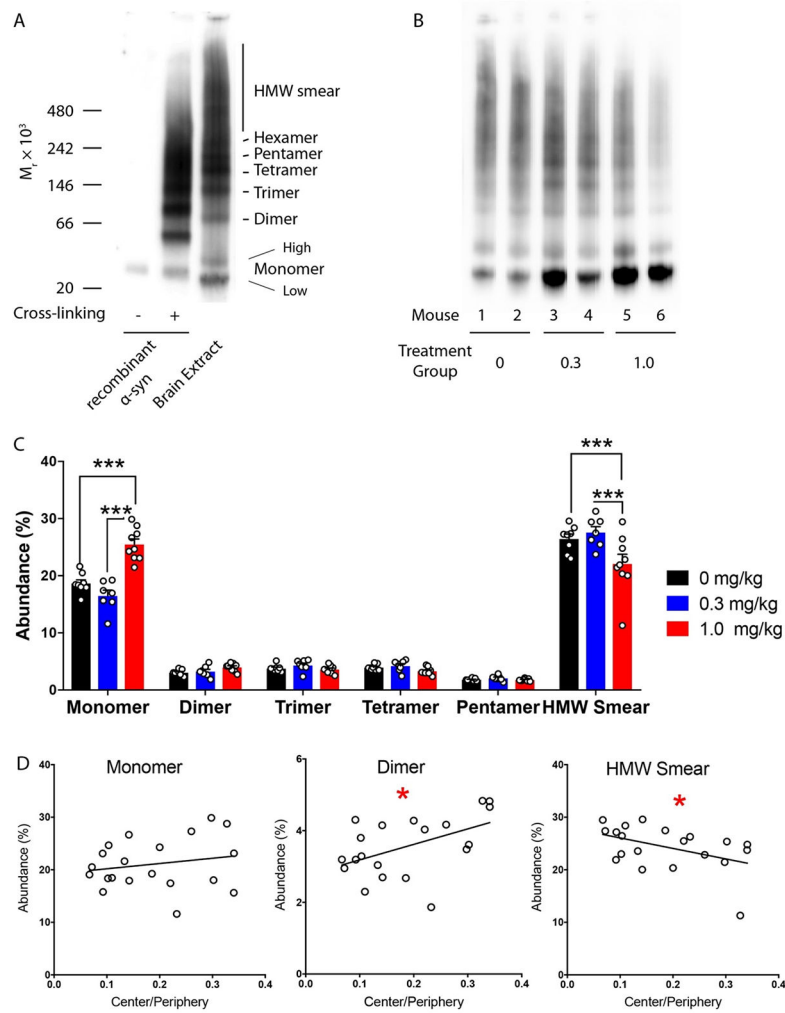 A
M_r × 10³
480
242
146
66
20
HMW smear
Hexamer
Pentamer
Tetramer
Trimer
Dimer
High
Monomer
Low
Cross-linking - +
recombinant
α-syn
Brain Extract
B
Mouse 1 2 3 4 5 6
Treatment
Group 0 0.3 1.0
C
Abundance (%)
40
30
20
10
0
*** *** *** ***
Monomer Dimer Trimer Tetramer Pentamer HMW Smear
0 mg/kg
0.3 mg/kg
1.0 mg/kg
D
Monomer
Abundance (%)
40
30
20
10
0
0.0 0.1 0.2 0.3 0.4
Center/Periphery
Dimer
*
Abundance (%)
6
4
2
0
0.0 0.1 0.2 0.3 0.4
Center/Periphery
HMW Smear
*
Abundance (%)
40
30
20
10
0
0.0 0.1 0.2 0.3 0.4
Center/Periphery